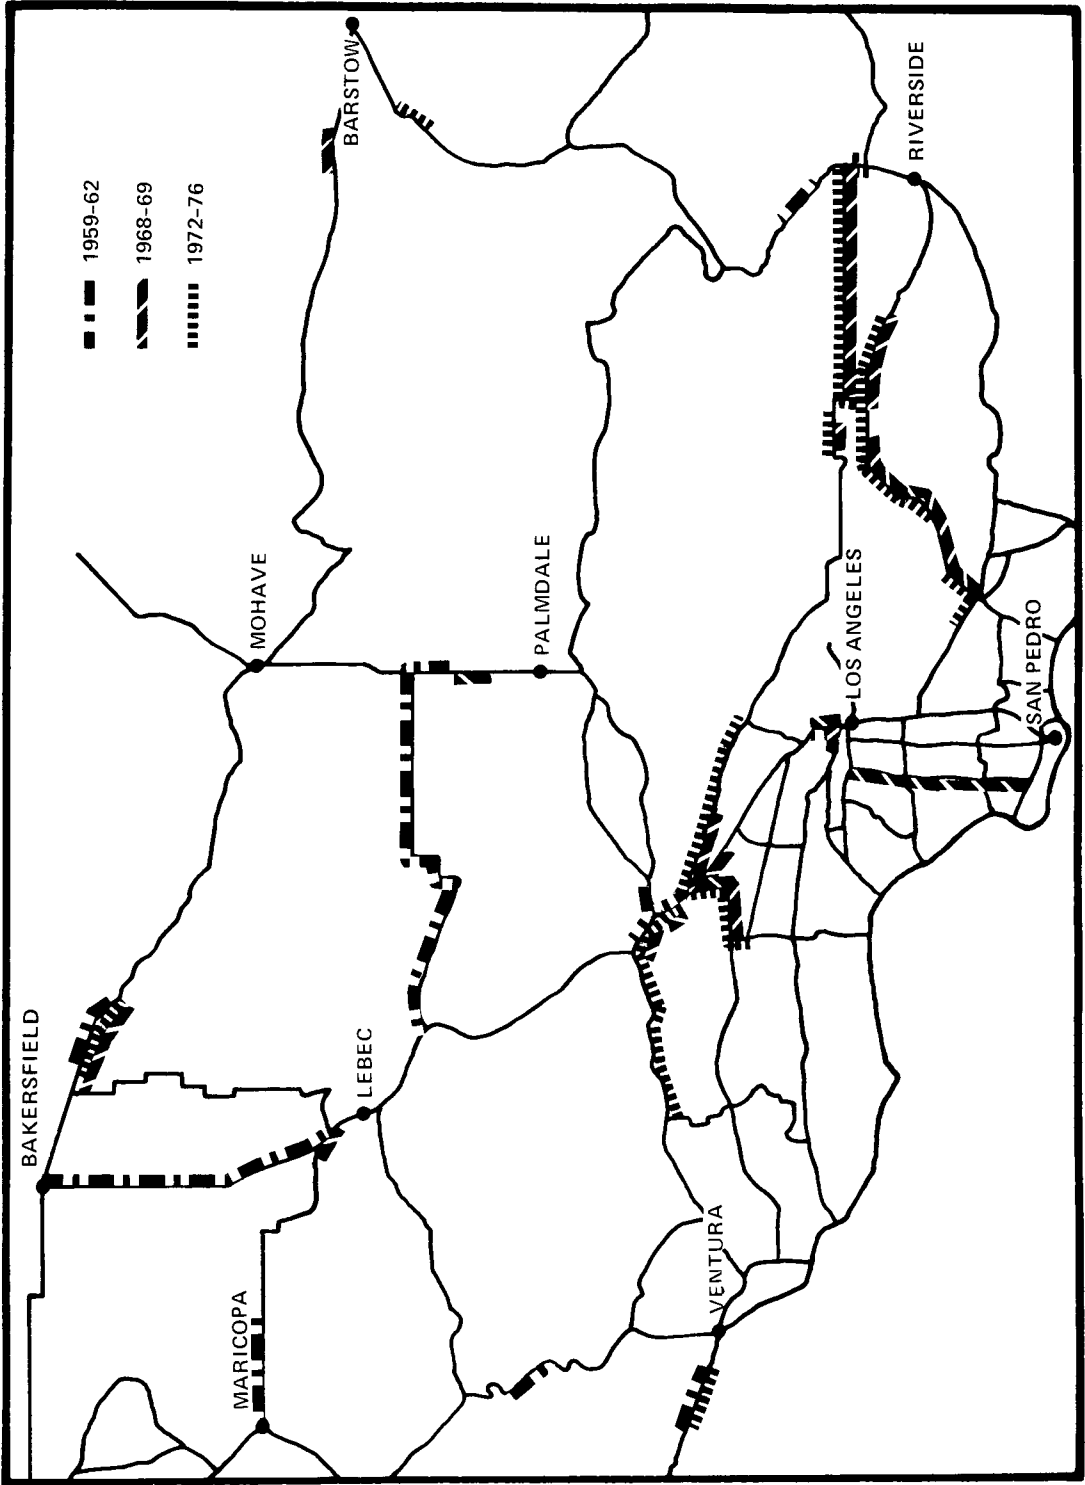 1959-62
1968-69
1972-76
BAKERSFIELD
MARICOPA
LEBEC
MOHAVE
BARSTOW
PALMDALE
VENTURA
LOS ANGELES
SAN PEDRO
RIVERSIDE